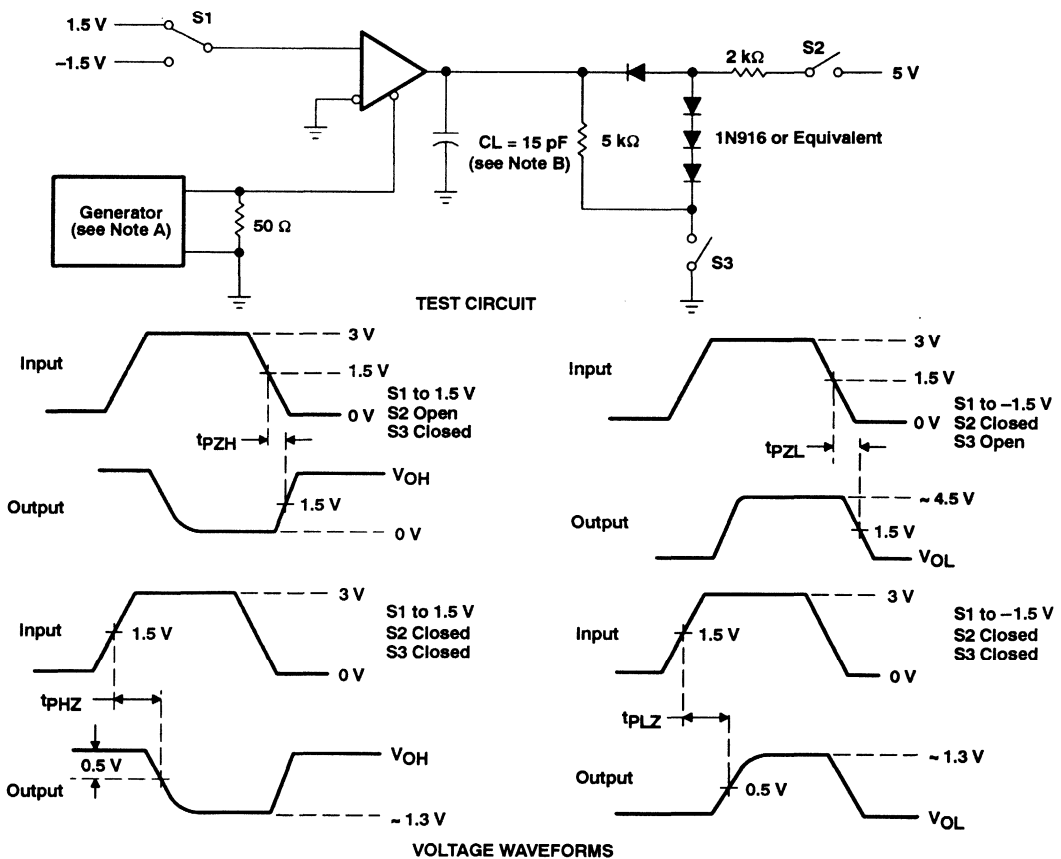 1.5 V
S1
–1.5 V
2 kΩ
S2
5 V
CL = 15 pF
(see Note B)
5 kΩ
1N916 or Equivalent
Generator
(see Note A)
50 Ω
S3
TEST CIRCUIT
Input
3 V
1.5 V
0 V
S1 to 1.5 V
S2 Open
S3 Closed
tPZH
Output
VOH
1.5 V
0 V
Input
3 V
1.5 V
0 V
S1 to –1.5 V
S2 Closed
S3 Open
tPZL
Output
~ 4.5 V
1.5 V
VOL
Input
3 V
1.5 V
0 V
S1 to 1.5 V
S2 Closed
S3 Closed
tPHZ
Output
0.5 V
VOH
~ 1.3 V
Input
3 V
1.5 V
0 V
S1 to –1.5 V
S2 Closed
S3 Closed
tPLZ
Output
~ 1.3 V
0.5 V
VOL
VOLTAGE WAVEFORMS